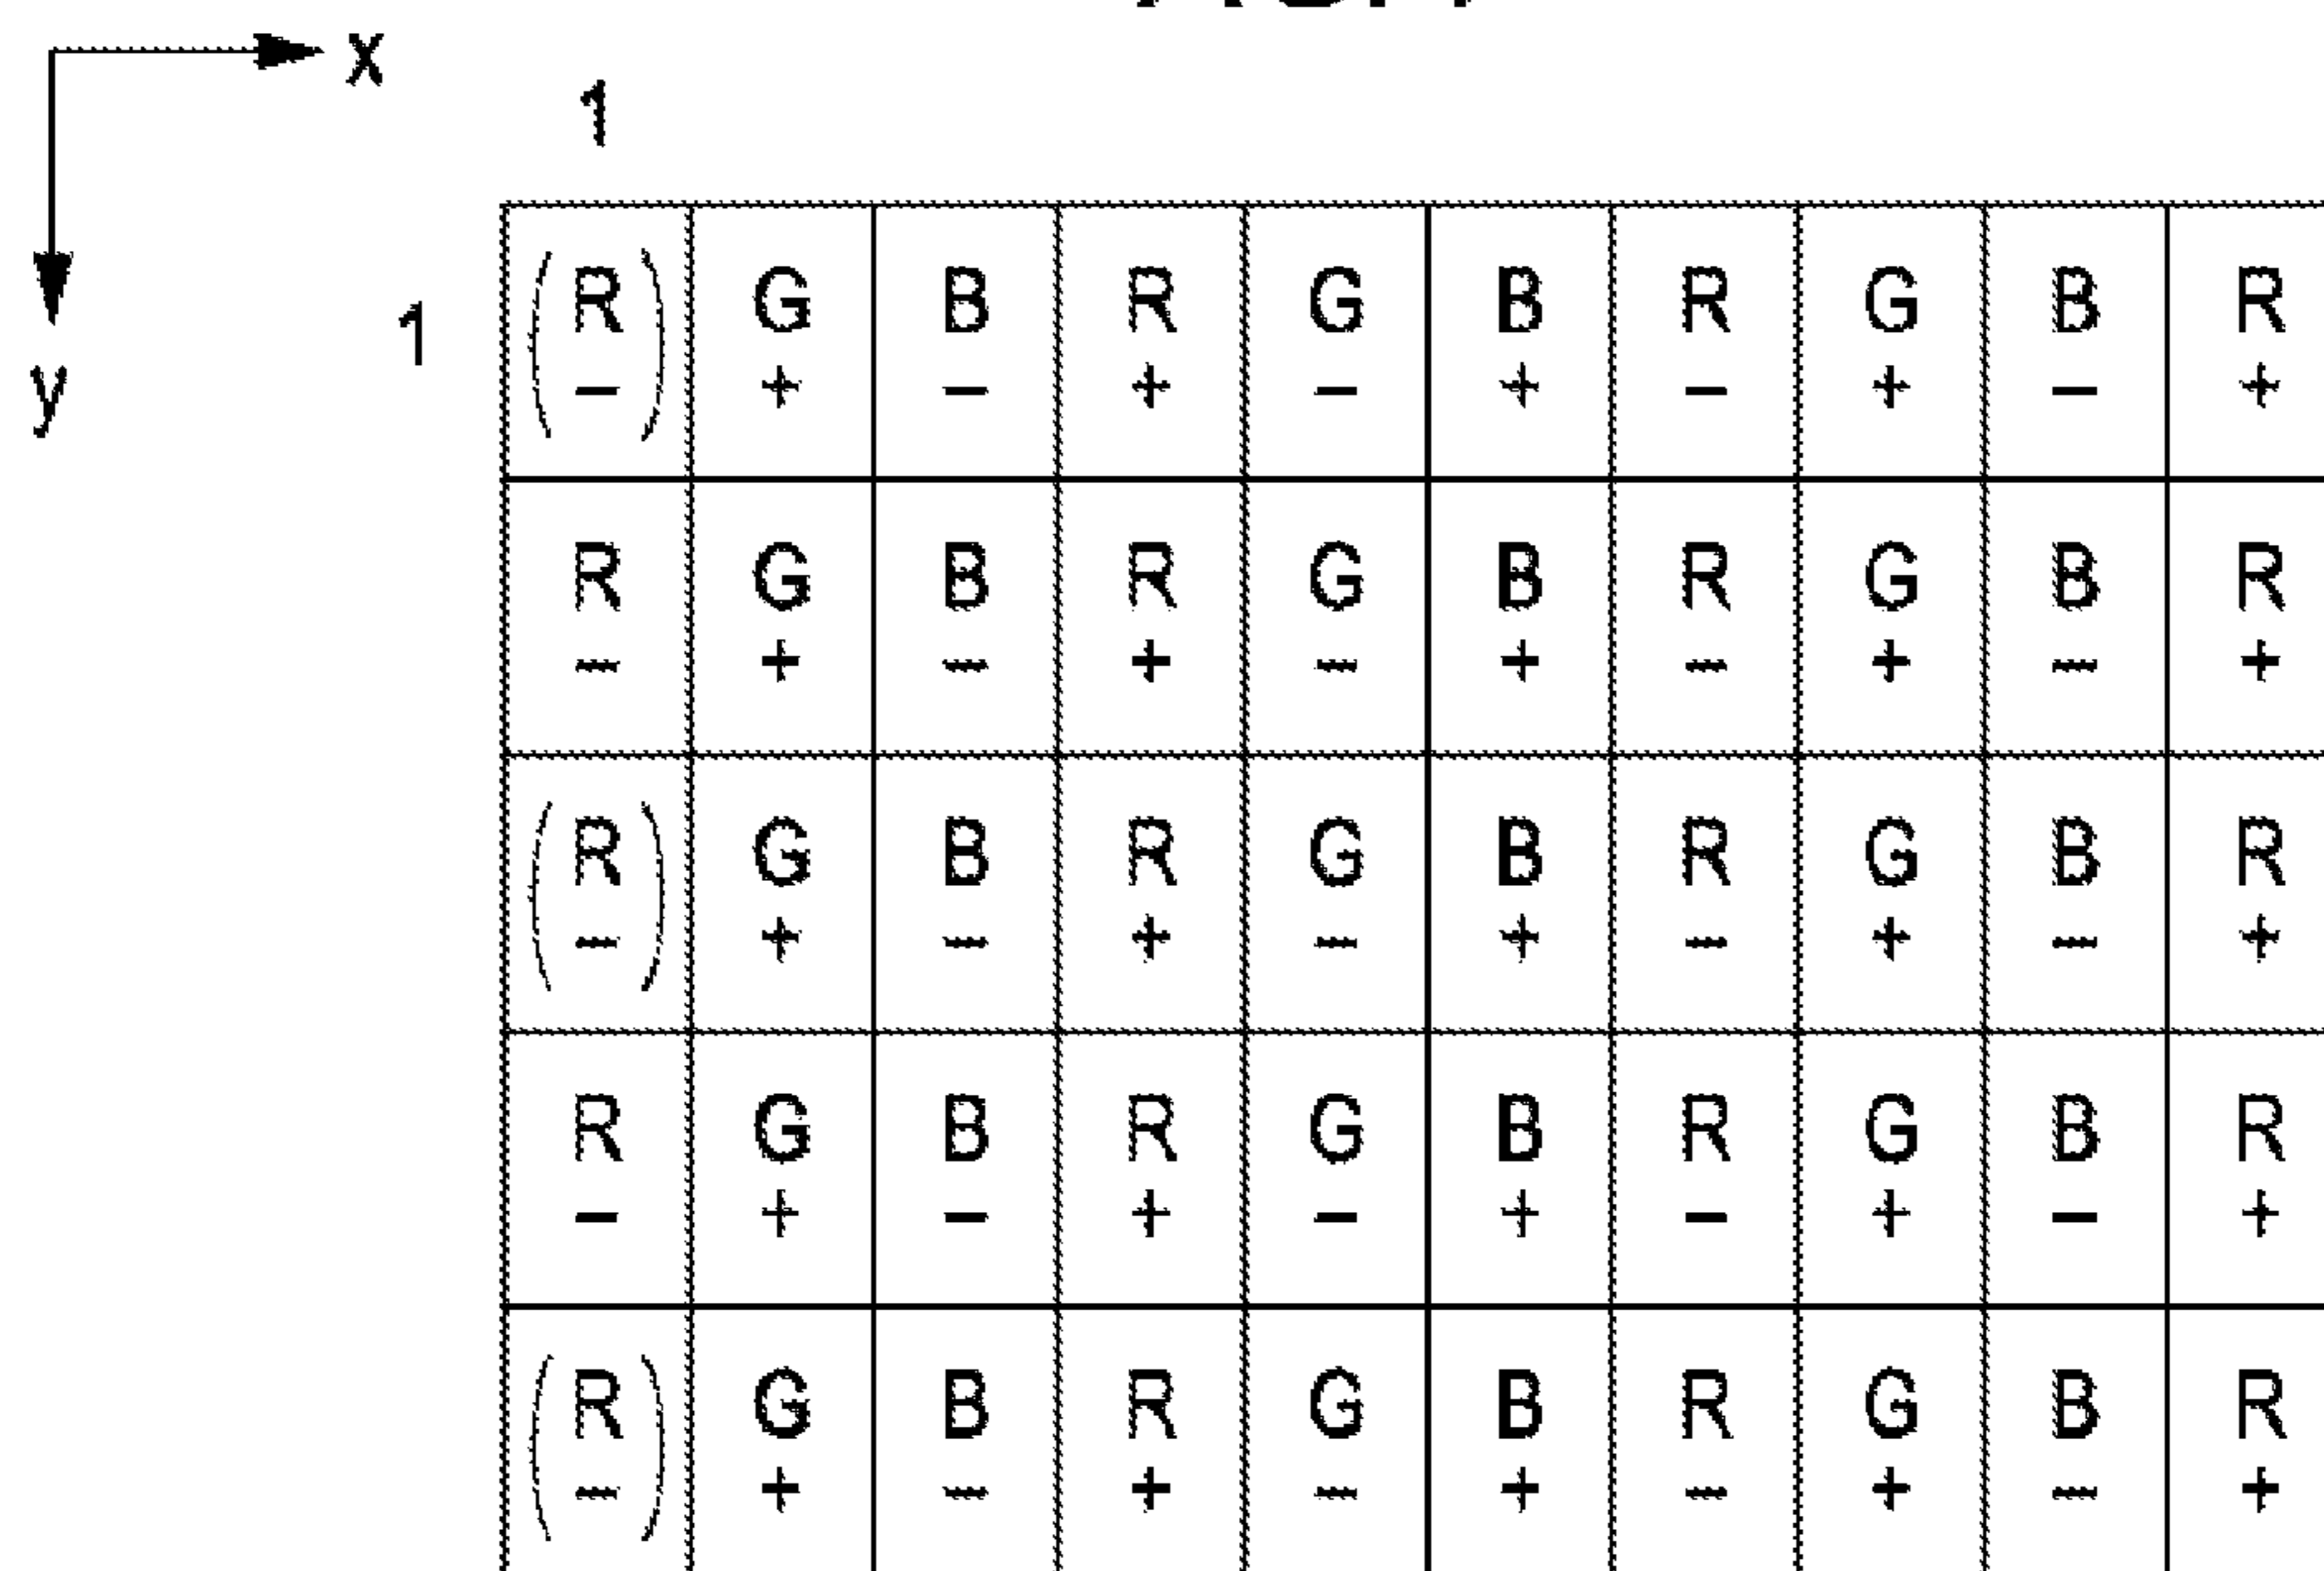 x
1
y
1
(R) G B R G B R G B R
(−) + − + − + − + − +
R G B R G B R G B R
− + − + − + − + − +
(R) G B R G B R G B R
(−) + − + − + − + − +
R G B R G B R G B R
− + − + − + − + − +
(R) G B R G B R G B R
(−) + − + − + − + − +